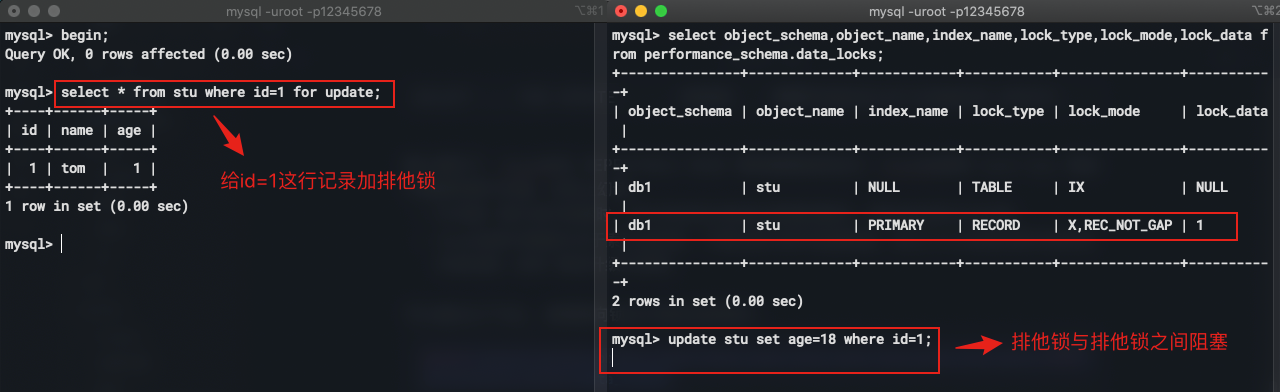 mysql -uroot -p12345678
⌥⌘1
mysql> begin;
Query OK, 0 rows affected (0.00 sec)
mysql> select * from stu where id=1 for update;
+----+------+-----+
| id | name | age |
+----+------+-----+
|  1 | tom  |   1 |
+----+------+-----+
1 row in set (0.00 sec)
mysql>
给id=1这行记录加排他锁
mysql -uroot -p12345678
⌥⌘2
mysql> select object_schema,object_name,index_name,lock_type,lock_mode,lock_data f
rom performance_schema.data_locks;
+---------------+-------------+------------+-----------+---------------+----------
-+
| object_schema | object_name | index_name | lock_type | lock_mode     | lock_data
 |
+---------------+-------------+------------+-----------+---------------+----------
-+
| db1           | stu         | NULL       | TABLE     | IX            | NULL
 |
| db1           | stu         | PRIMARY    | RECORD    | X,REC_NOT_GAP | 1
 |
+---------------+-------------+------------+-----------+---------------+----------
-+
2 rows in set (0.00 sec)
mysql> update stu set age=18 where id=1;
排他锁与排他锁之间阻塞